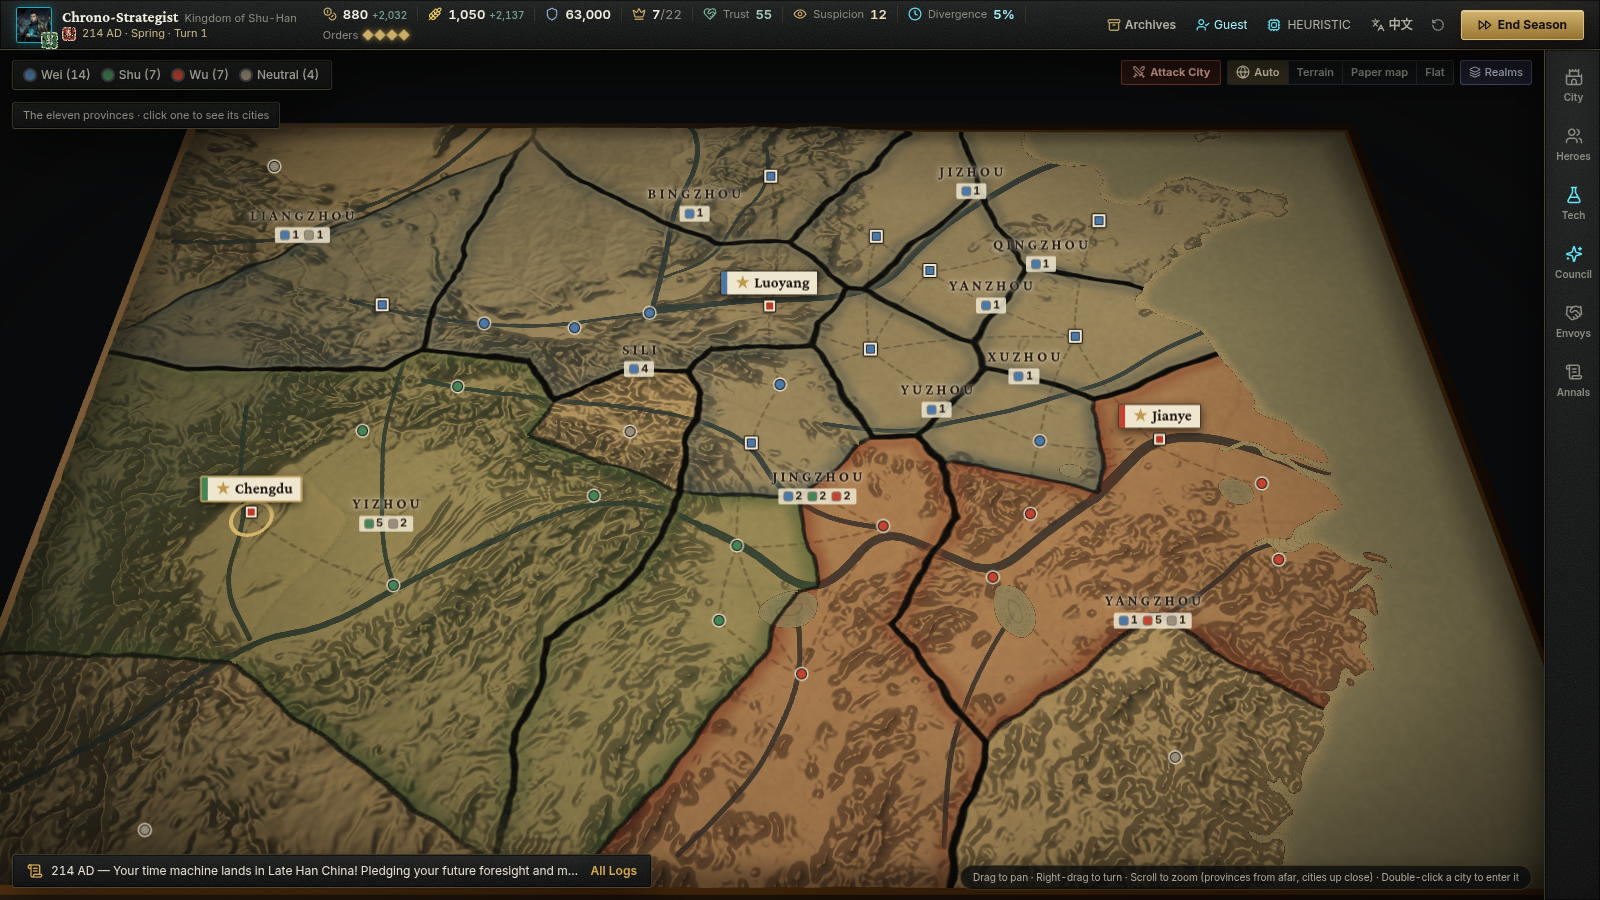 Chrono-Strategist Kingdom of Shu-Han
214 AD · Spring · Turn 1
880 +2,032
1,050 +2,137
63,000
7/22
Trust 55
Suspicion 12
Divergence 5%
Orders
Archives
Guest
HEURISTIC
中文
End Season
Wei (14)
Shu (7)
Wu (7)
Neutral (4)
Attack City
Auto
Terrain
Paper map
Flat
Realms
The eleven provinces · click one to see its cities
City
Heroes
Tech
Council
Envoys
Annals
LIANGZHOU
1 1
BINGZHOU
1
JIZHOU
1
QINGZHOU
1
YANZHOU
1
Luoyang
SILI
4
XUZHOU
1
YUZHOU
1
Jianye
Chengdu
YIZHOU
5 2
JINGZHOU
2 2 2
YANGZHOU
1 5 1
214 AD — Your time machine lands in Late Han China! Pledging your future foresight and m...
All Logs
Drag to pan · Right-drag to turn · Scroll to zoom (provinces from afar, cities up close) · Double-click a city to enter it